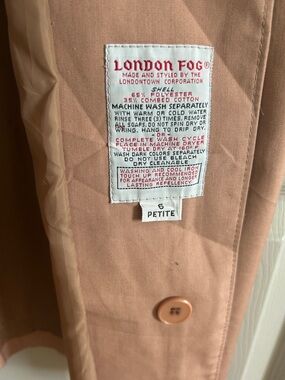 LONDON FOG®
MADE AND STYLED BY THE
LONDONTOWN CORPORATION
SHELL
65% POLYESTER
35% COMBED COTTON
MACHINE WASH SEPARATELY
WITH WARM OR COLD WATER
RINSE THREE (3) TIMES, REMOVE
ALL SOAPS, DO NOT SPIN DRY OR
WRING, HANG TO DRIP DRY.
- OR -
COMPLETE WASH CYCLE
PLACE IN MACHINE DRYER
TUMBLE DRY AT 160° F.
WASH DARK COLORS SEPARATELY
DO NOT USE BLEACH
DRY CLEANABLE
WASHING AND COOL IRON
TOUCH UP RECOMMENDED
FOR APPEARANCE AND LONGER
LASTING REPELLENCY.
6
PETITE